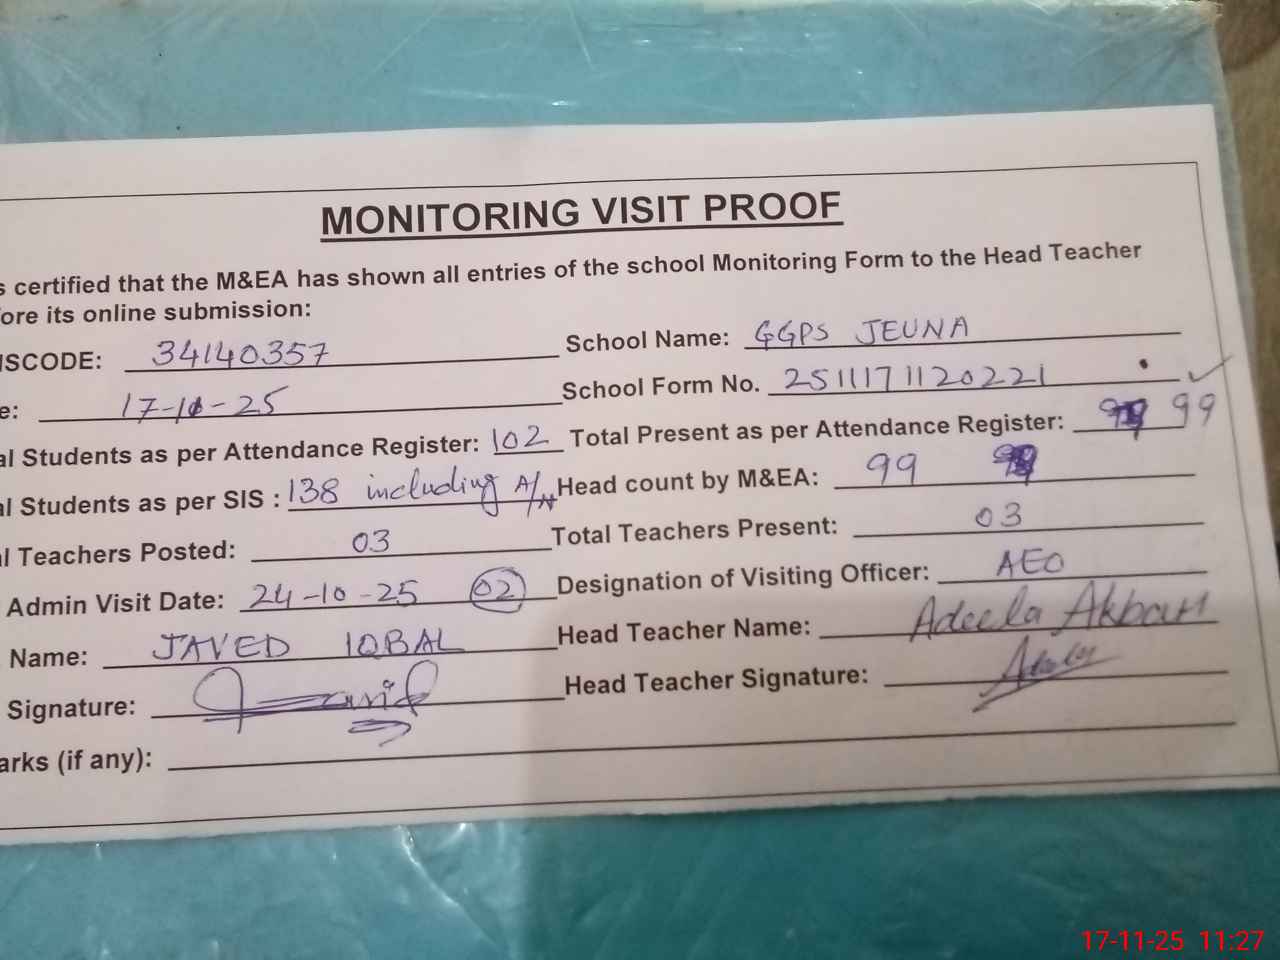 MONITORING VISIT PROOF
s certified that the M&EA has shown all entries of the school Monitoring Form to the Head Teacher
ore its online submission:
ISCODE: 34140357 School Name: GGPS JEUNA
e: 17-11-25 School Form No. 2511171120221
al Students as per Attendance Register: 102 Total Present as per Attendance Register: 99
al Students as per SIS : 138 including A/N Head count by M&EA: 99
al Teachers Posted: 03 Total Teachers Present: 03
Admin Visit Date: 24-10-25 02 Designation of Visiting Officer: AEO
Name: JAVED IQBAL Head Teacher Name: Adeela Akbar
Signature: Head Teacher Signature:
arks (if any):
17-11-25 11:27